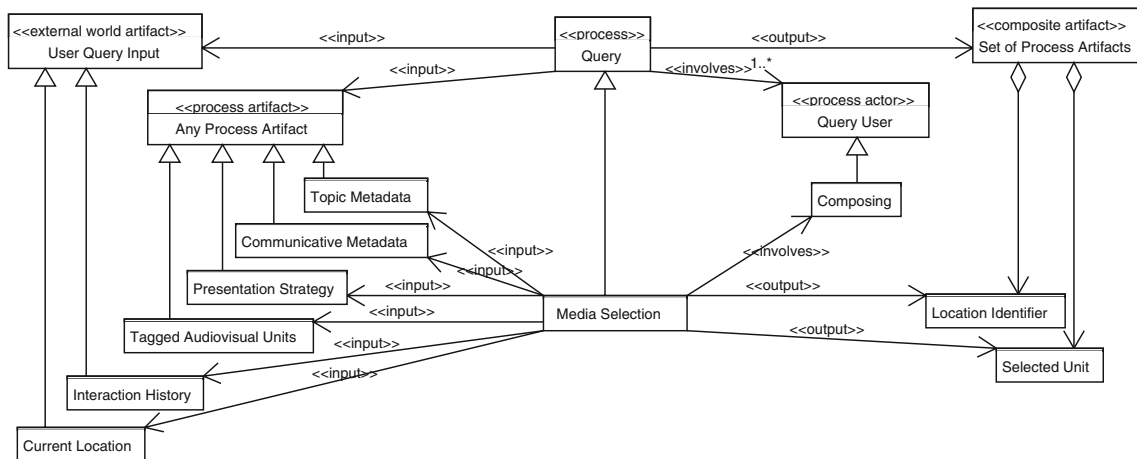 <<external world artifact>>
User Query Input
<<input>>
<<process>>
Query
<<output>>
<<composite artifact>>
Set of Process Artifacts
<<input>>
<<involves>>
1..*
<<process artifact>>
Any Process Artifact
<<process actor>>
Query User
Topic Metadata
Composing
Communicative Metadata
<<input>>
<<involves>>
<<input>>
Presentation Strategy
<<input>>
<<output>>
Media Selection
Location Identifier
Tagged Audiovisual Units
<<input>>
<<output>>
<<input>>
Selected Unit
Interaction History
<<input>>
Current Location